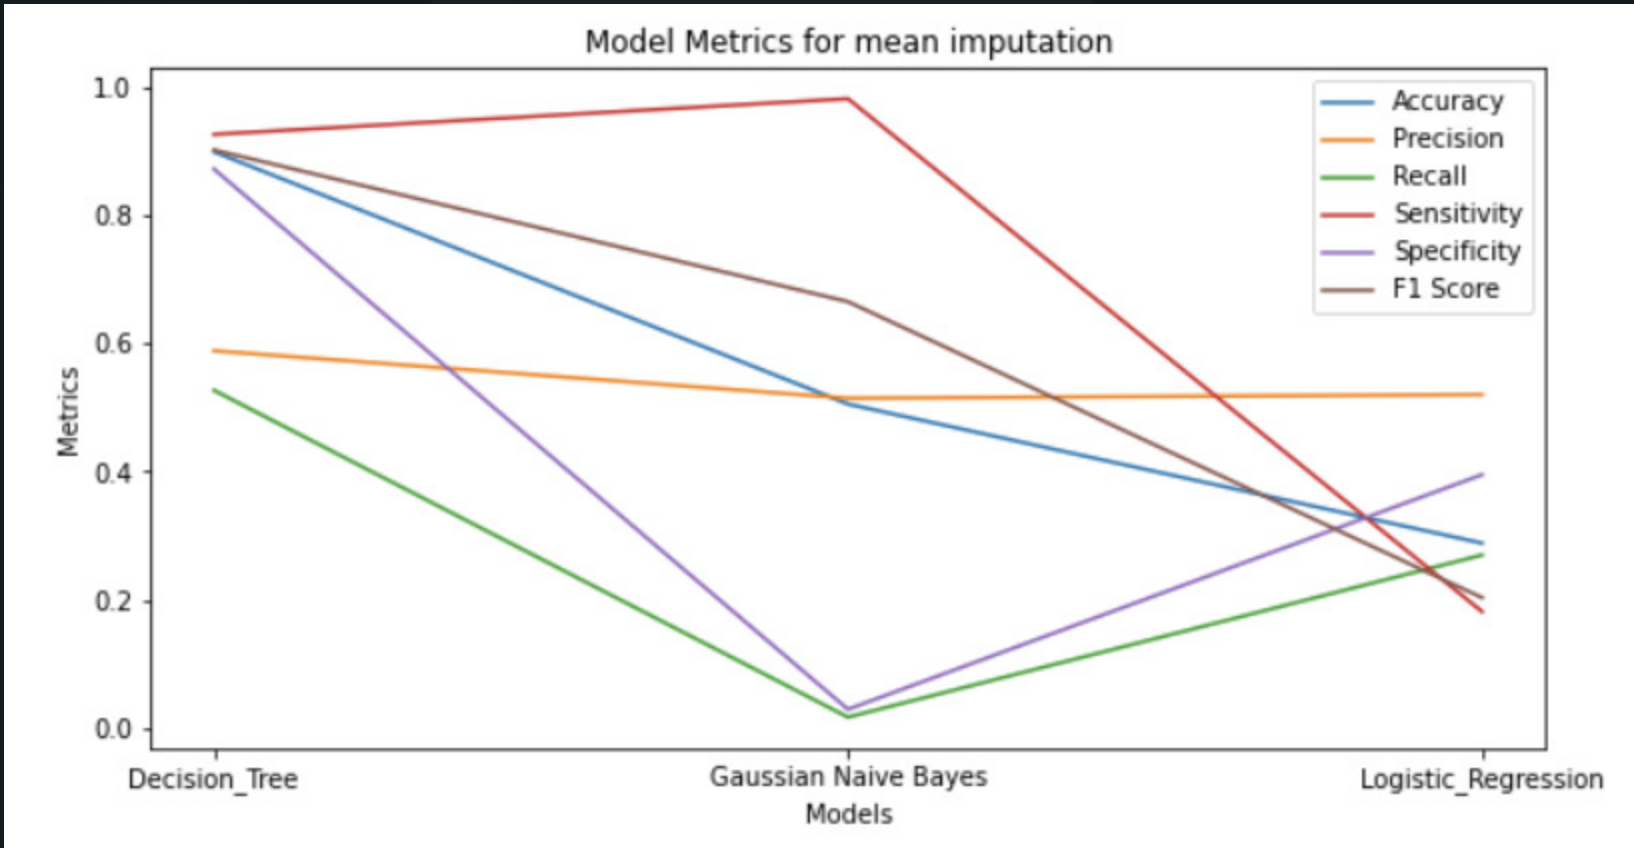 Model Metrics for mean imputation
1.0
0.8
0.6
0.4
0.2
0.0
Metrics
Accuracy
Precision
Recall
Sensitivity
Specificity
F1 Score
Decision_Tree
Gaussian Naive Bayes
Logistic_Regression
Models